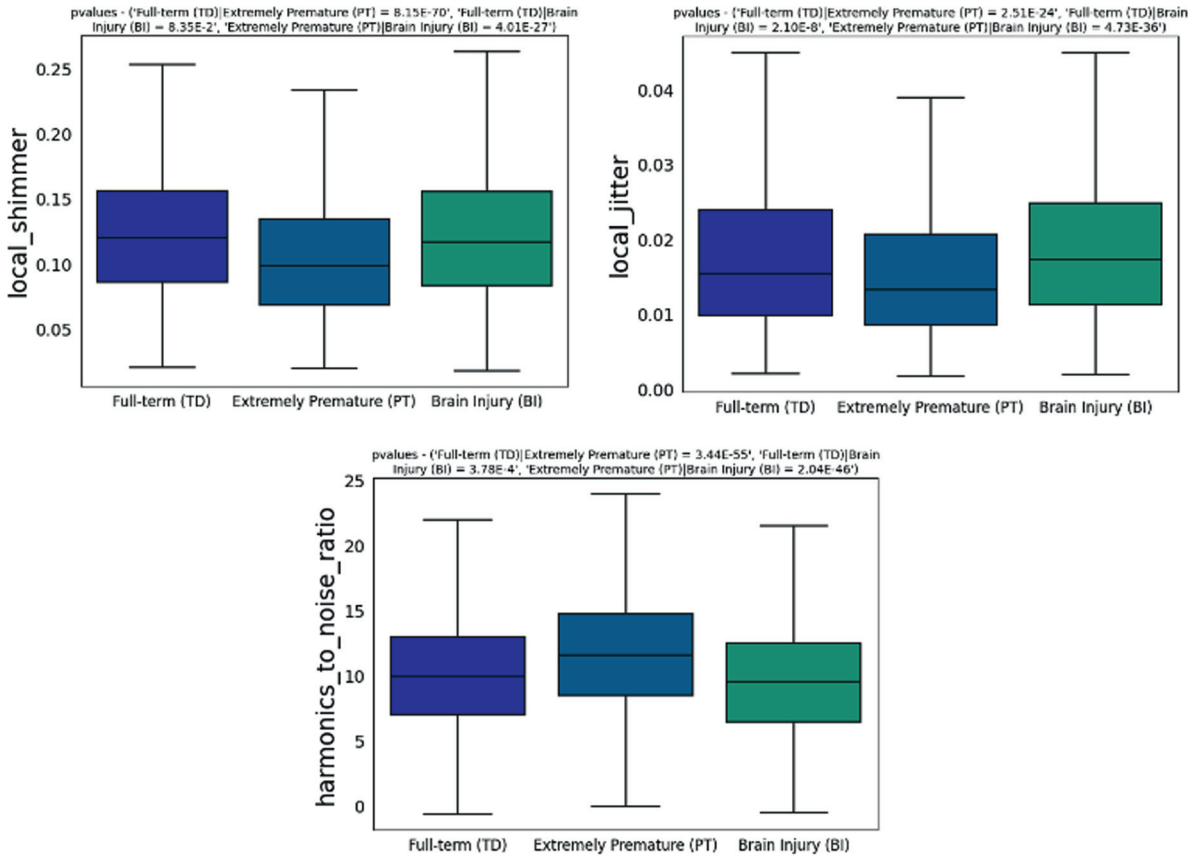 pvalues - ('Full-term (TD)|Extremely Premature (PT) = 8.15E-70', 'Full-term (TD)|Brain
Injury (BI) = 8.35E-2', 'Extremely Premature (PT)|Brain Injury (BI) = 4.01E-27')
local_shimmer
0.25
0.20
0.15
0.10
0.05
Full-term (TD) Extremely Premature (PT) Brain Injury (BI)
pvalues - ('Full-term (TD)|Extremely Premature (PT) = 2.51E-24', 'Full-term (TD)|Brain
Injury (BI) = 2.10E-8', 'Extremely Premature (PT)|Brain Injury (BI) = 4.73E-36')
local_jitter
0.04
0.03
0.02
0.01
0.00
Full-term (TD) Extremely Premature (PT) Brain Injury (BI)
pvalues - ('Full-term (TD)|Extremely Premature (PT) = 3.44E-55', 'Full-term (TD)|Brain
Injury (BI) = 3.78E-4', 'Extremely Premature (PT)|Brain Injury (BI) = 2.04E-46')
harmonics_to_noise_ratio
25
20
15
10
5
0
Full-term (TD) Extremely Premature (PT) Brain Injury (BI)